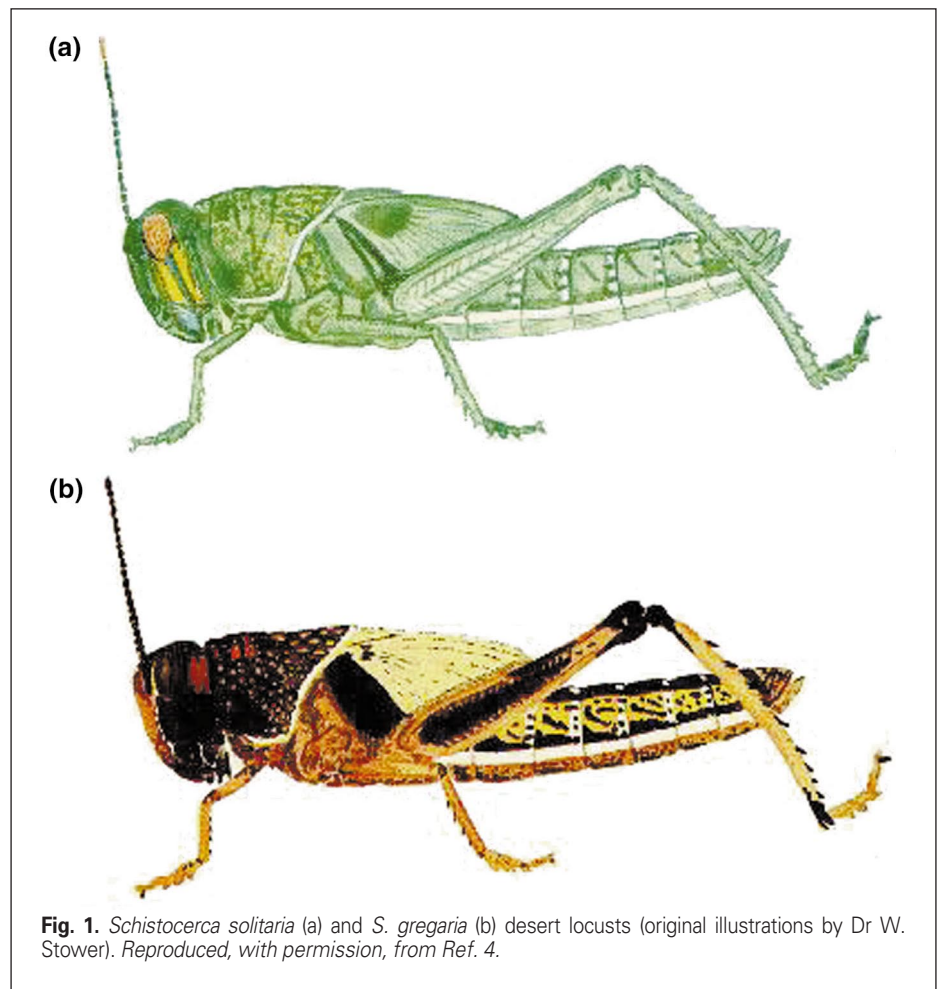 (a)
(b)
Fig. 1. Schistocerca solitaria (a) and S. gregaria (b) desert locusts (original illustrations by Dr W.
Stower). Reproduced, with permission, from Ref. 4.